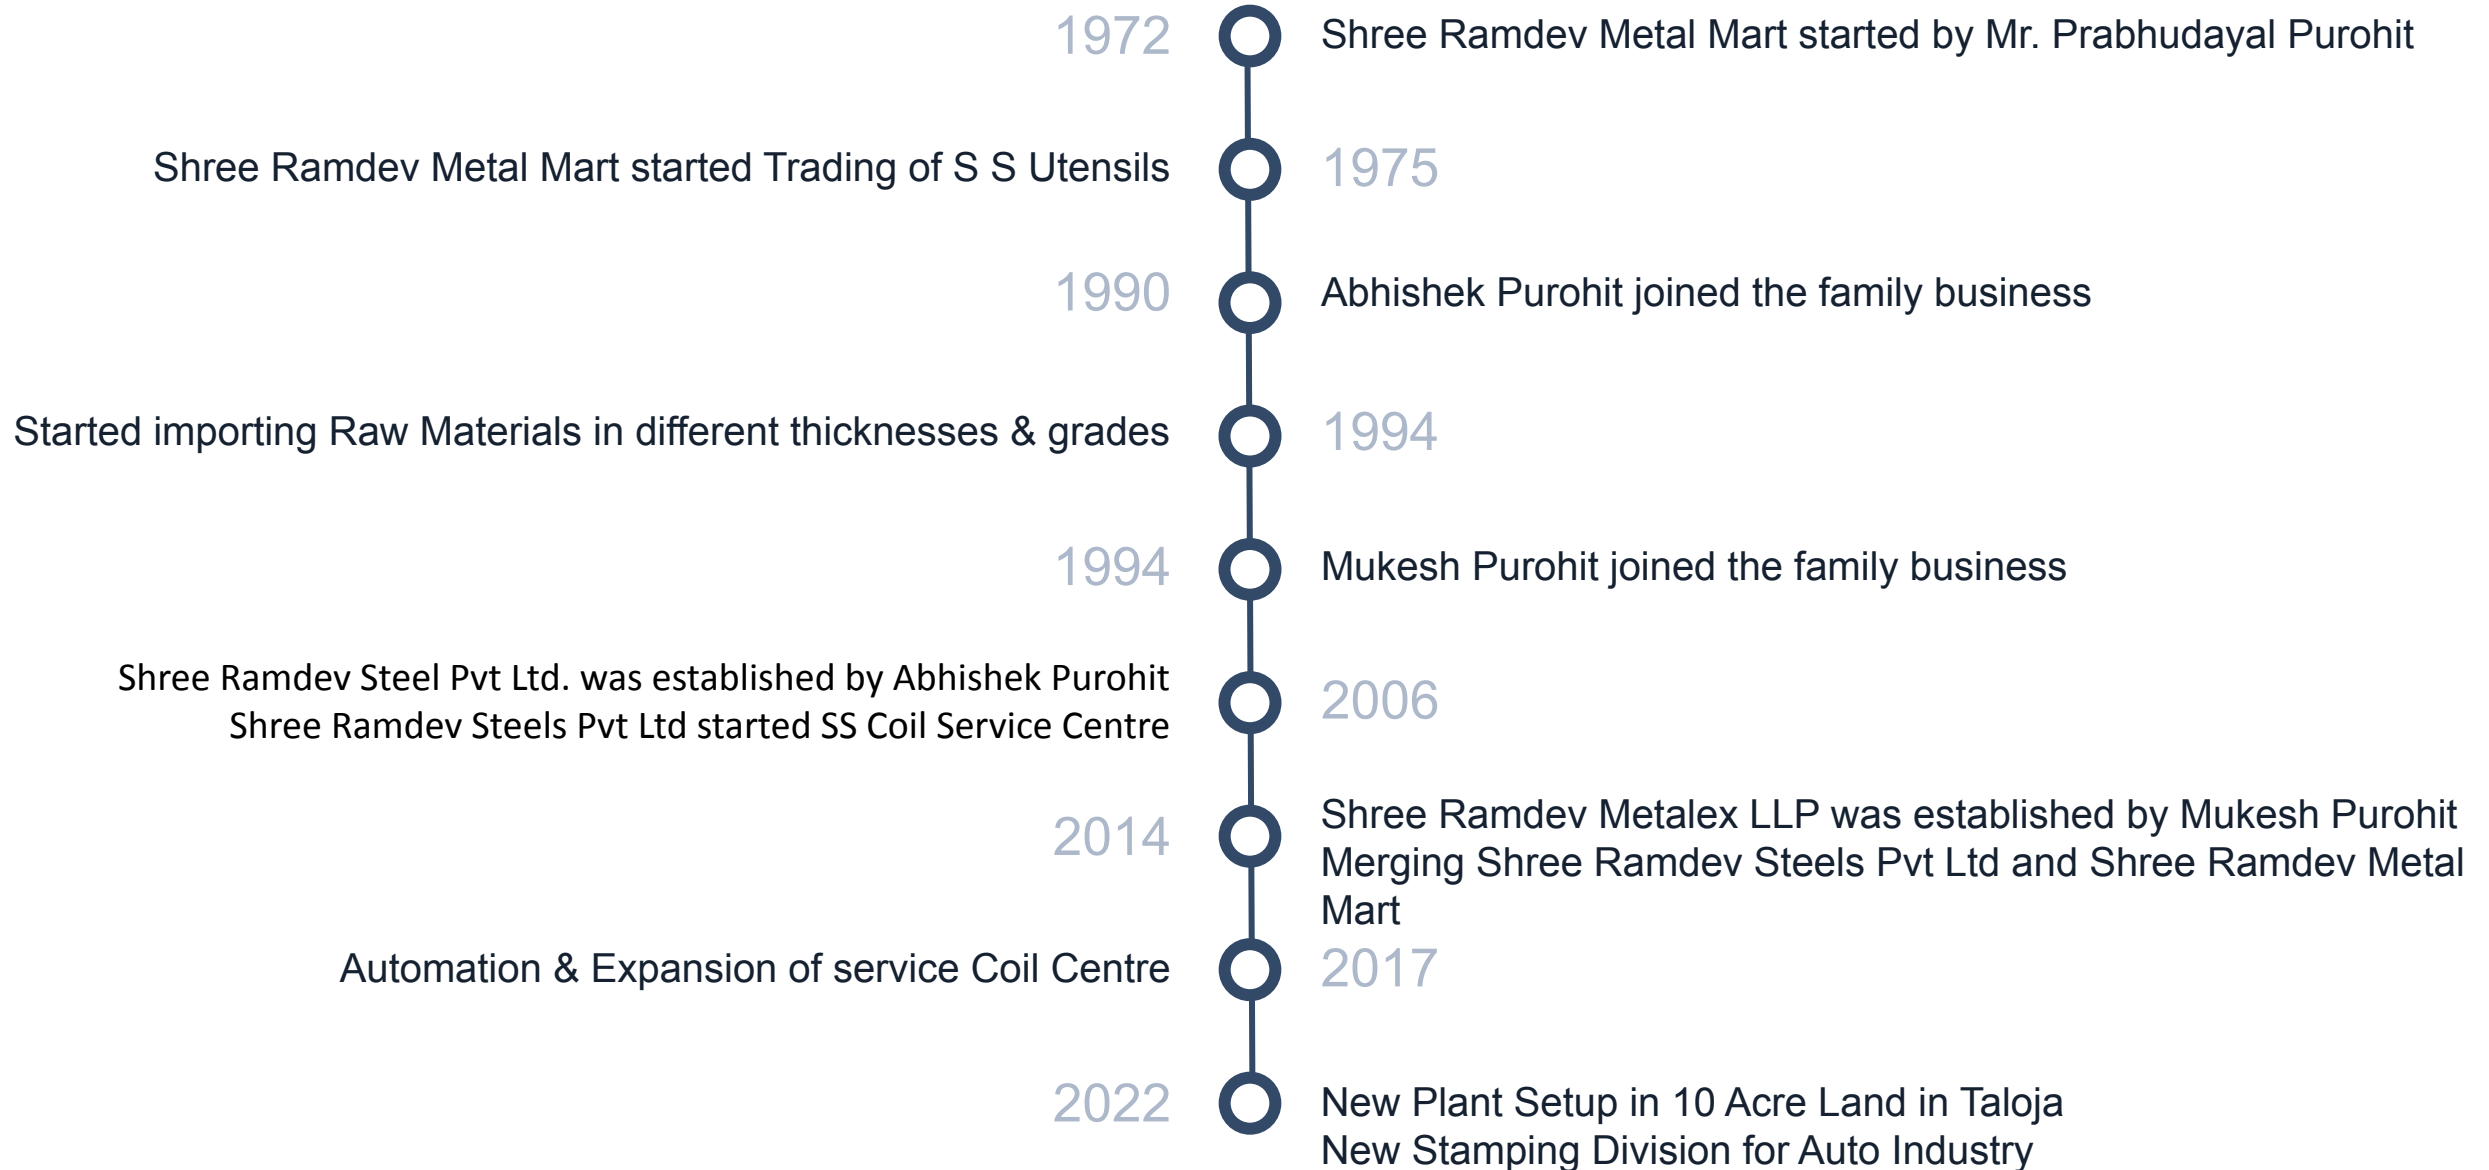 1972
Shree Ramdev Metal Mart started by Mr. Prabhudayal Purohit
Shree Ramdev Metal Mart started Trading of S S Utensils
1975
1990
Abhishek Purohit joined the family business
Started importing Raw Materials in different thicknesses & grades
1994
1994
Mukesh Purohit joined the family business
Shree Ramdev Steel Pvt Ltd. was established by Abhishek Purohit
Shree Ramdev Steels Pvt Ltd started SS Coil Service Centre
2006
2014
Shree Ramdev Metalex LLP was established by Mukesh Purohit
Merging Shree Ramdev Steels Pvt Ltd and Shree Ramdev Metal
Mart
Automation & Expansion of service Coil Centre
2017
2022
New Plant Setup in 10 Acre Land in Taloja
New Stamping Division for Auto Industry